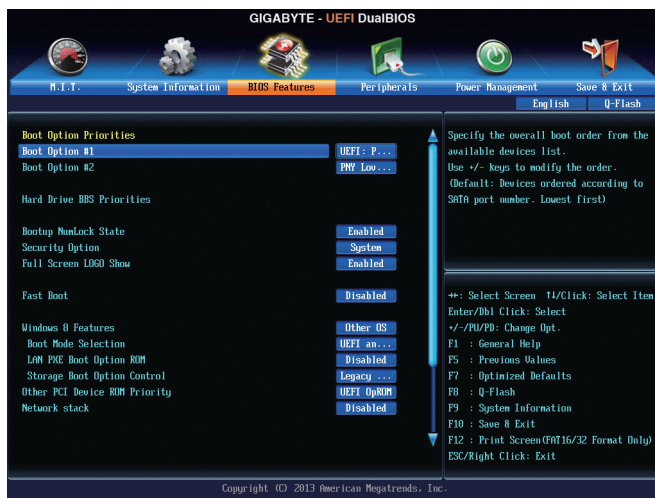 GIGABYTE - UEFI DualBIOS
M.I.T. System Information BIOS Features Peripherals Power Management Save & Exit
English Q-Flash
Boot Option Priorities
Boot Option #1 UEFI: P...
Boot Option #2 PNY Lov...
Hard Drive BBS Priorities
Bootup NumLock State Enabled
Security Option System
Full Screen LOGO Show Enabled
Fast Boot Disabled
Windows 8 Features Other OS
Boot Mode Selection UEFI an...
LAN PXE Boot Option ROM Disabled
Storage Boot Option Control Legacy ...
Other PCI Device ROM Priority UEFI OpROM
Network stack Disabled
Specify the overall boot order from the
available devices list.
Use +/- keys to modify the order.
(Default: Devices ordered according to
SATA port number. Lowest first)
→←: Select Screen ↑↓/Click: Select Item
Enter/Dbl Click: Select
+/-/PU/PD: Change Opt.
F1 : General Help
F5 : Previous Values
F7 : Optimized Defaults
F8 : Q-Flash
F9 : System Information
F10 : Save & Exit
F12 : Print Screen(FAT16/32 Format Only)
ESC/Right Click: Exit
Copyright (C) 2013 American Megatrends, Inc.